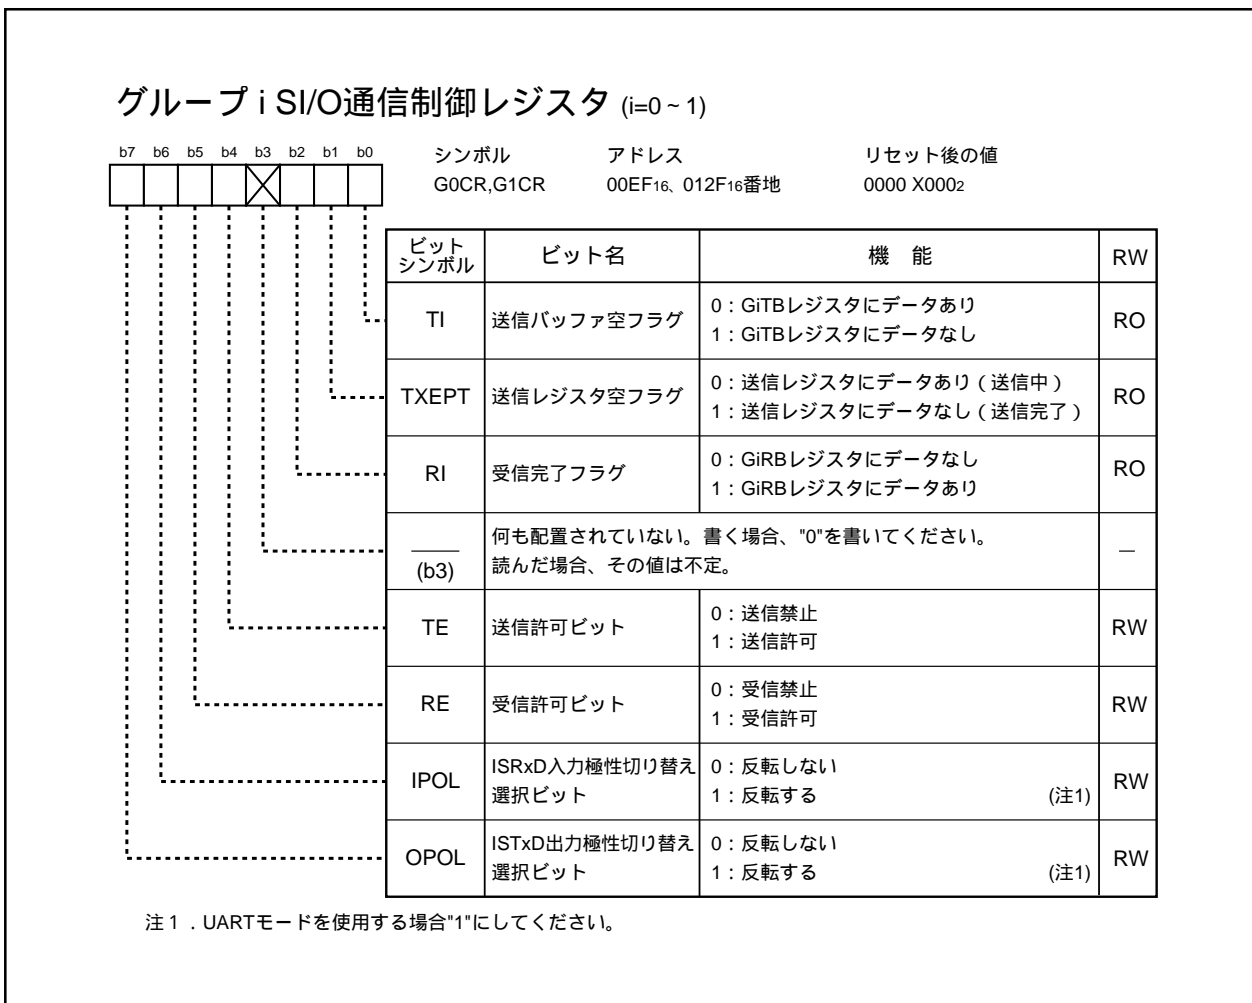 グループ i SI/O通信制御レジスタ (i=0 ~ 1)
b7 b6 b5 b4 b3 b2 b1 b0
シンボル アドレス リセット後の値
G0CR,G1CR 00EF16、012F16番地 0000 X0002
ビット
シンボル
ビット名 機 能 RW
TI 送信バッファ空フラグ
0:GiTBレジスタにデータあり
1:GiTBレジスタにデータなし
RO
TXEPT 送信レジスタ空フラグ
0:送信レジスタにデータあり(送信中)
1:送信レジスタにデータなし(送信完了)
RO
RI 受信完了フラグ
0:GiRBレジスタにデータなし
1:GiRBレジスタにデータあり
RO
(b3)
何も配置されていない。書く場合、"0"を書いてください。
読んだ場合、その値は不定。
—
TE 送信許可ビット
0:送信禁止
1:送信許可
RW
RE 受信許可ビット
0:受信禁止
1:受信許可
RW
IPOL
ISRxD入力極性切り替え
選択ビット
0:反転しない
1:反転する (注1)
RW
OPOL
ISTxD出力極性切り替え
選択ビット
0:反転しない
1:反転する (注1)
RW
注1.UARTモードを使用する場合"1"にしてください。